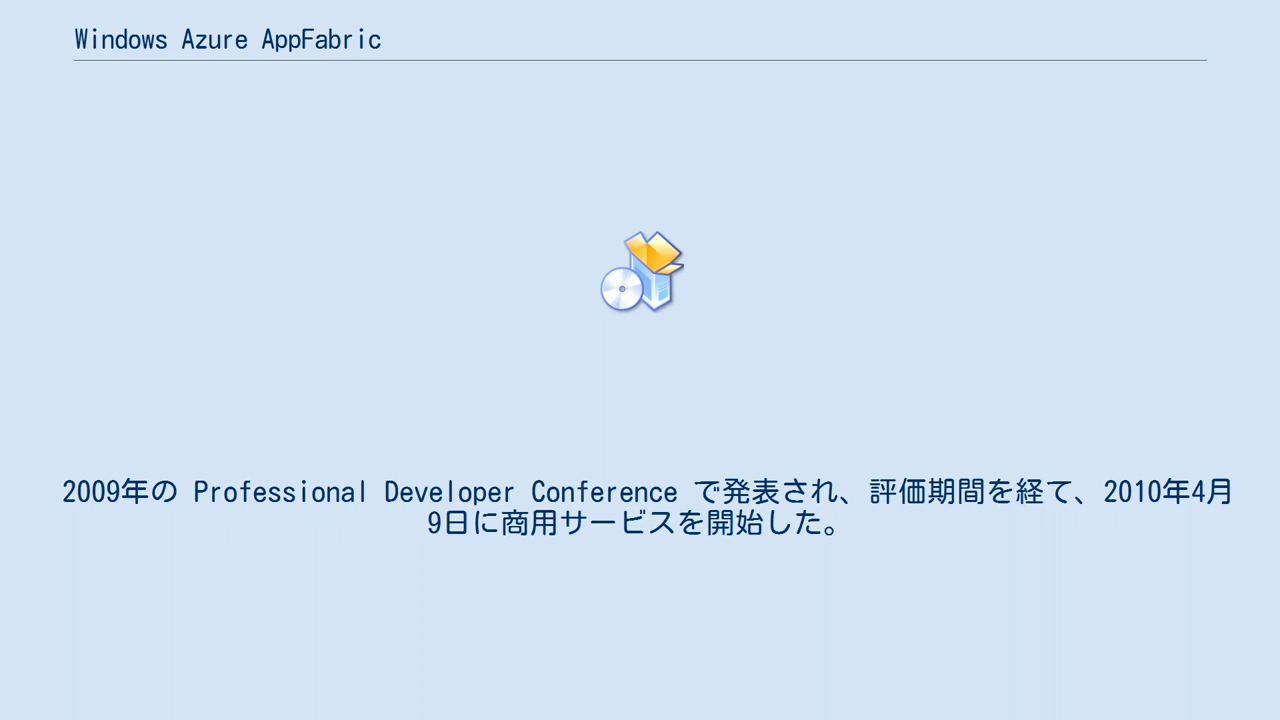 Windows Azure AppFabric
2009年の Professional Developer Conference で発表され、評価期間を経て、2010年4月
9日に商用サービスを開始した。